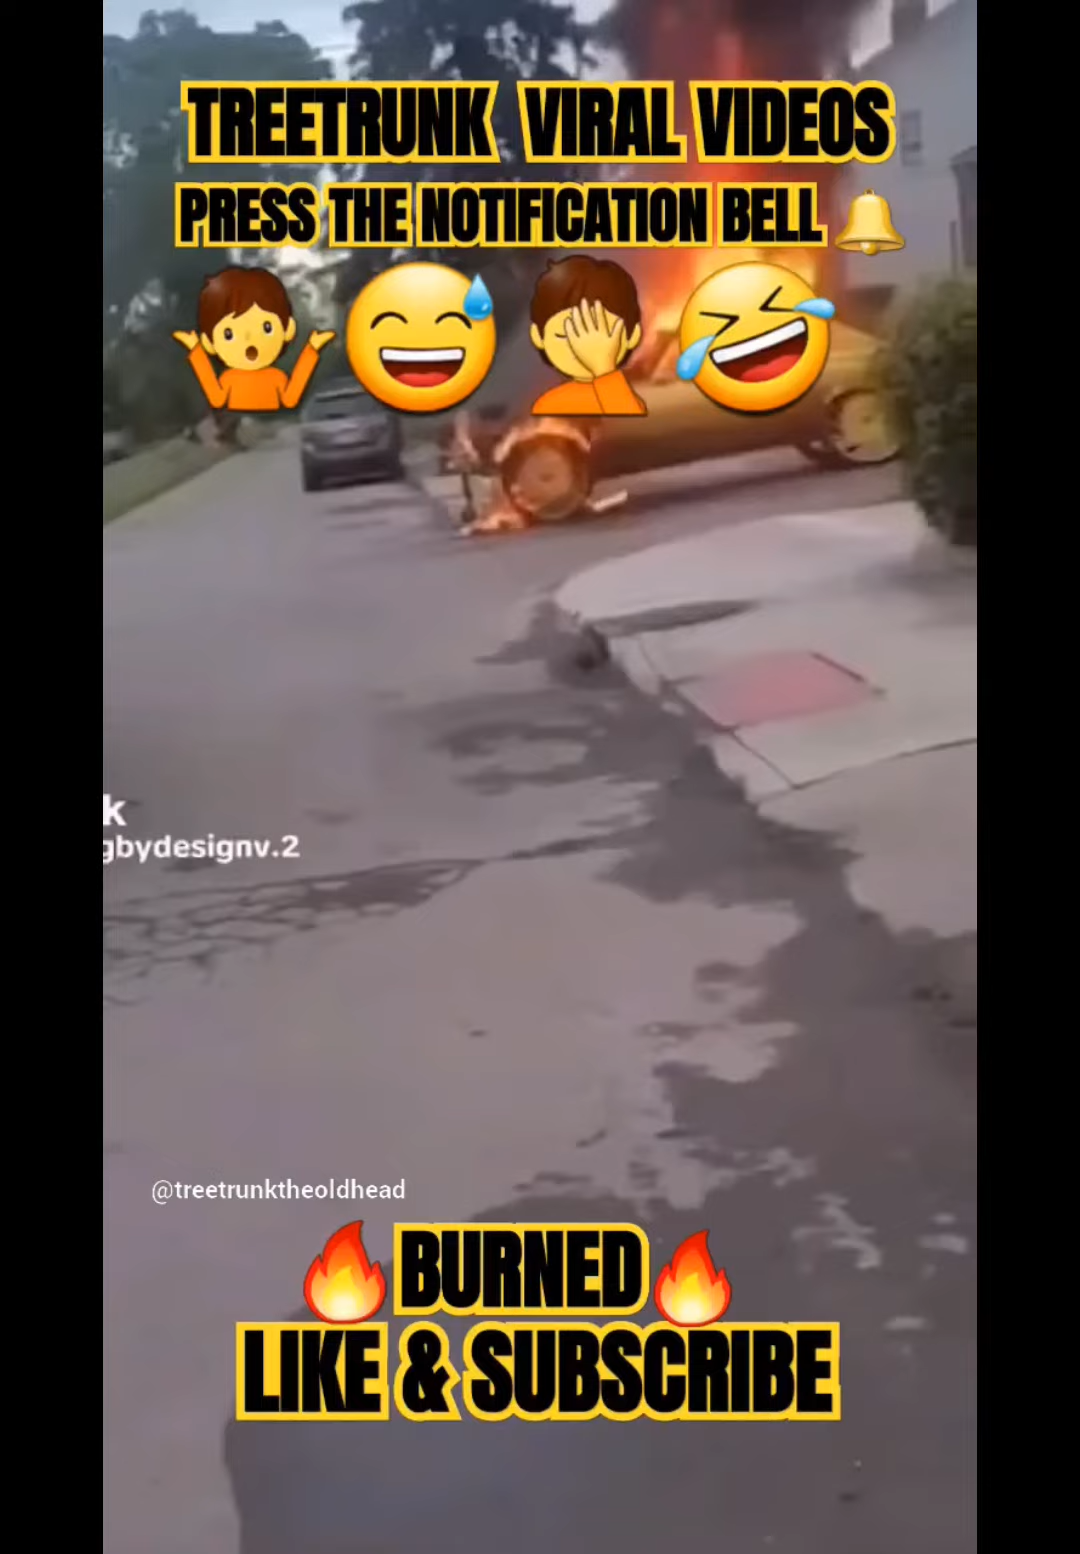 TREETRUNK VIRAL VIDEOS
PRESS THE NOTIFICATION BELL
k
gbydesignv.2
@treetrunktheoldhead
BURNED
LIKE & SUBSCRIBE